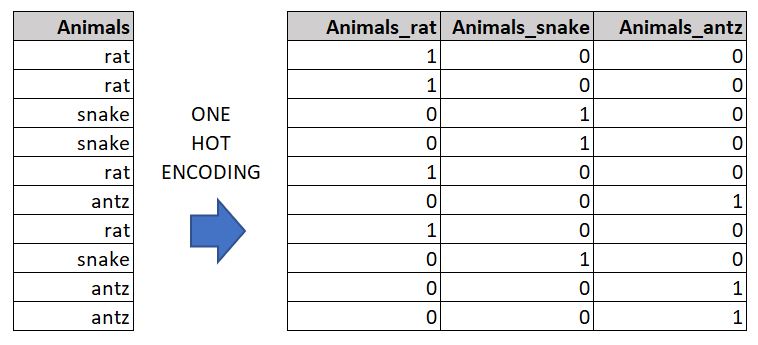 Animals Animals_rat Animals_snake Animals_antz
rat 1 0 0
rat 1 0 0
snake ONE 0 1 0
snake HOT 0 1 0
rat ENCODING 1 0 0
antz 0 0 1
rat 1 0 0
snake 0 1 0
antz 0 0 1
antz 0 0 1